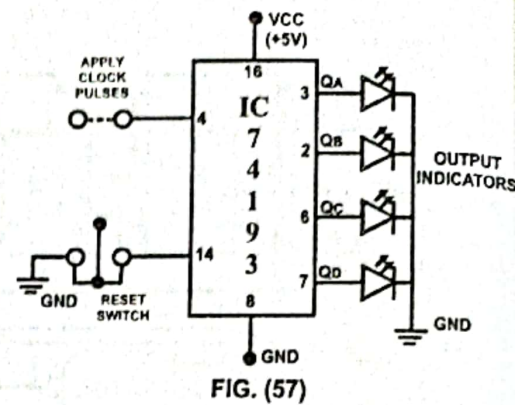 VCC
(+5V)
APPLY
CLOCK
PULSES
16
IC
7
4
1
9
3
4
14
8
3
QA
2
QB
6
QC
7
QD
OUTPUT
INDICATORS
GND
RESET
SWITCH
GND
GND
FIG. (57)